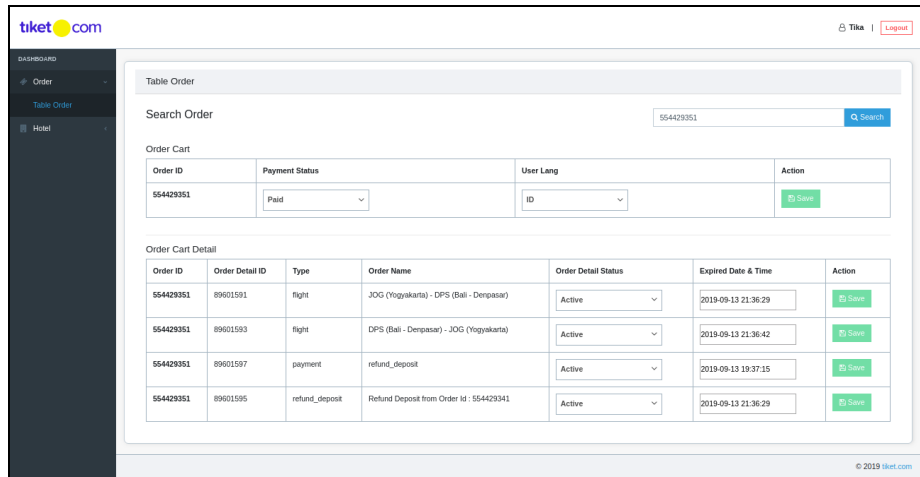 tiket com
Tika | Logout
DASHBOARD
Order
Table Order
Hotel
Table Order
Search Order
554429351
Search
Order Cart
Order ID Payment Status User Lang Action
554429351 Paid ID Save
Order Cart Detail
Order ID Order Detail ID Type Order Name Order Detail Status Expired Date & Time Action
554429351 89601591 flight JOG (Yogyakarta) - DPS (Bali - Denpasar) Active 2019-09-13 21:36:29 Save
554429351 89601593 flight DPS (Bali - Denpasar) - JOG (Yogyakarta) Active 2019-09-13 21:36:42 Save
554429351 89601597 payment refund_deposit Active 2019-09-13 19:37:15 Save
554429351 89601595 refund_deposit Refund Deposit from Order Id : 554429341 Active 2019-09-13 21:36:29 Save
© 2019 tiket.com